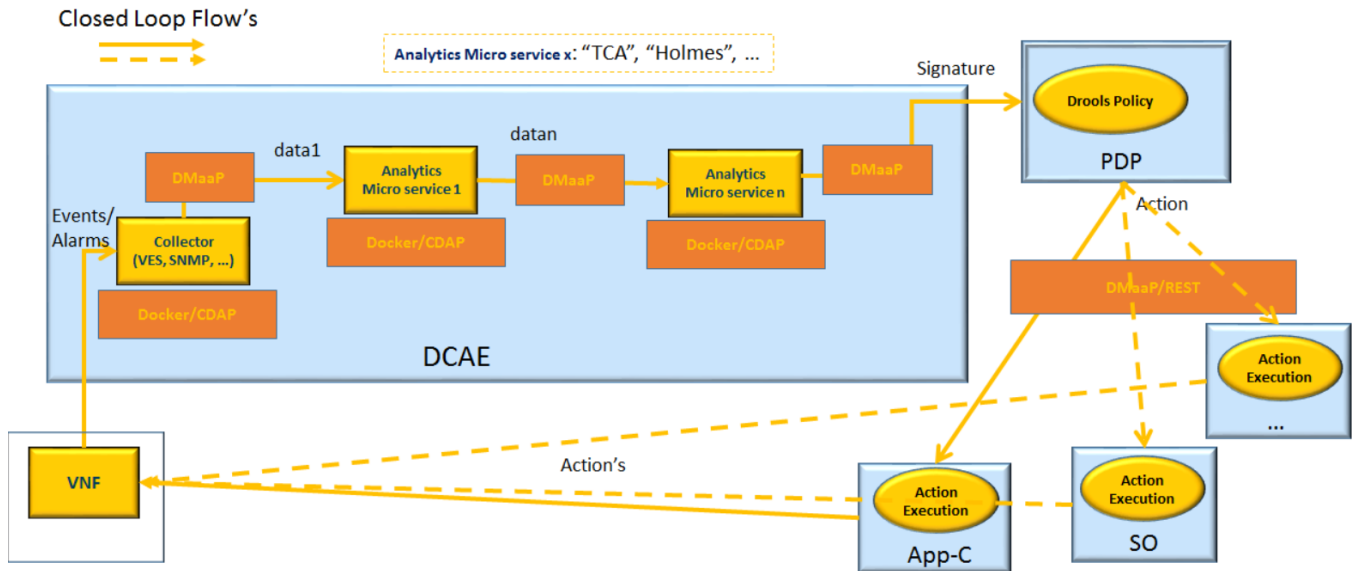 Closed Loop Flow's
Analytics Micro service x: “TCA”, “Holmes”, ...
Signature
Drools Policy
PDP
datan
data1
DMaaP
Analytics
Micro service 1
DMaaP
Analytics
Micro service n
DMaaP
Events/
Alarms
Collector
(VES, SNMP, ...)
Docker/CDAP
Docker/CDAP
Docker/CDAP
DCAE
Action
DMaaP/REST
Action
Execution
...
VNF
Action's
Action
Execution
App-C
Action
Execution
SO